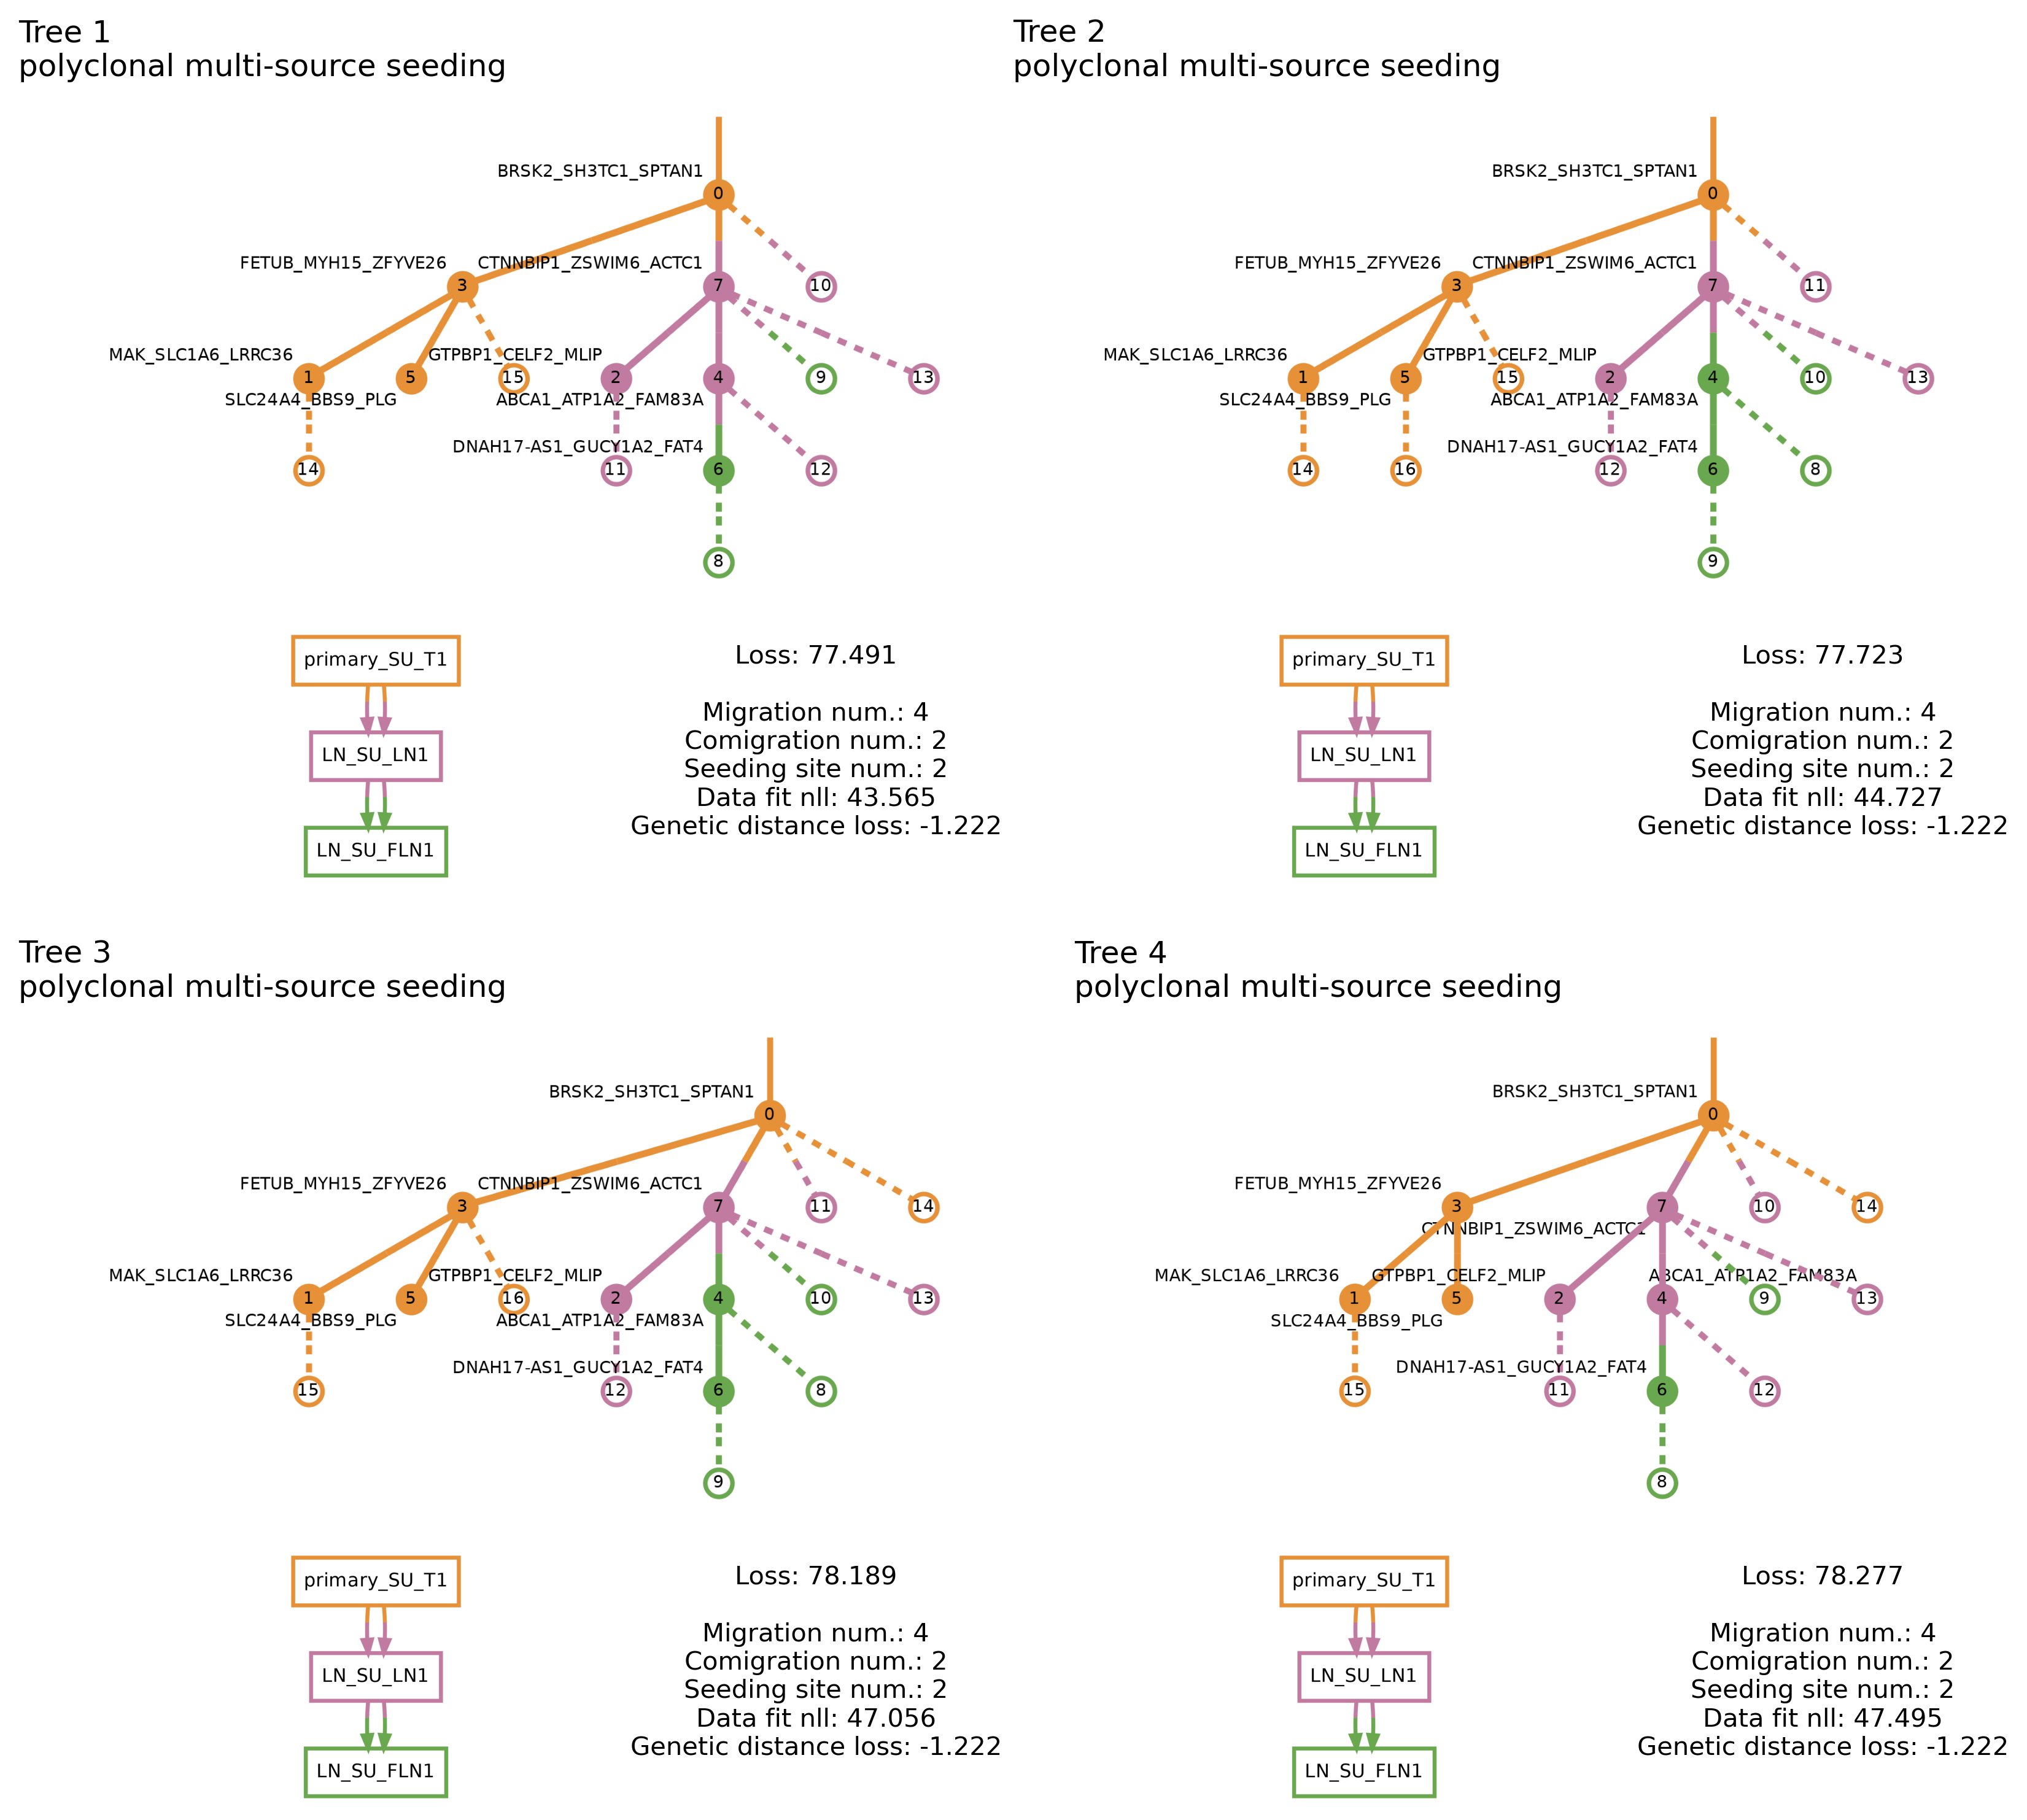 Tree 1
polyclonal multi-source seeding
BRSK2_SH3TC1_SPTAN1
0
FETUB_MYH15_ZFYVE26
CTNNBIP1_ZSWIM6_ACTC1
3
7
10
MAK_SLC1A6_LRRC36
GTPBP1_CELF2_MLIP
1
5
15
2
4
9
13
SLC24A4_BBS9_PLG
ABCA1_ATP1A2_FAM83A
DNAH17-AS1_GUCY1A2_FAT4
14
11
6
12
8
primary_SU_T1
LN_SU_LN1
LN_SU_FLN1
Loss: 77.491
Migration num.: 4
Comigration num.: 2
Seeding site num.: 2
Data fit nll: 43.565
Genetic distance loss: -1.222
Tree 2
polyclonal multi-source seeding
BRSK2_SH3TC1_SPTAN1
0
FETUB_MYH15_ZFYVE26
CTNNBIP1_ZSWIM6_ACTC1
3
7
11
MAK_SLC1A6_LRRC36
GTPBP1_CELF2_MLIP
1
5
15
2
4
10
13
SLC24A4_BBS9_PLG
ABCA1_ATP1A2_FAM83A
DNAH17-AS1_GUCY1A2_FAT4
14
16
12
6
8
9
primary_SU_T1
LN_SU_LN1
LN_SU_FLN1
Loss: 77.723
Migration num.: 4
Comigration num.: 2
Seeding site num.: 2
Data fit nll: 44.727
Genetic distance loss: -1.222
Tree 3
polyclonal multi-source seeding
BRSK2_SH3TC1_SPTAN1
0
FETUB_MYH15_ZFYVE26
CTNNBIP1_ZSWIM6_ACTC1
3
7
11
14
MAK_SLC1A6_LRRC36
GTPBP1_CELF2_MLIP
1
5
16
2
4
10
13
SLC24A4_BBS9_PLG
ABCA1_ATP1A2_FAM83A
DNAH17-AS1_GUCY1A2_FAT4
15
12
6
8
9
primary_SU_T1
LN_SU_LN1
LN_SU_FLN1
Loss: 78.189
Migration num.: 4
Comigration num.: 2
Seeding site num.: 2
Data fit nll: 47.056
Genetic distance loss: -1.222
Tree 4
polyclonal multi-source seeding
BRSK2_SH3TC1_SPTAN1
0
FETUB_MYH15_ZFYVE26
3
7
10
14
CTNNBIP1_ZSWIM6_ACTC1
MAK_SLC1A6_LRRC36
GTPBP1_CELF2_MLIP
ABCA1_ATP1A2_FAM83A
1
5
2
4
9
13
SLC24A4_BBS9_PLG
DNAH17-AS1_GUCY1A2_FAT4
15
11
6
12
8
primary_SU_T1
LN_SU_LN1
LN_SU_FLN1
Loss: 78.277
Migration num.: 4
Comigration num.: 2
Seeding site num.: 2
Data fit nll: 47.495
Genetic distance loss: -1.222